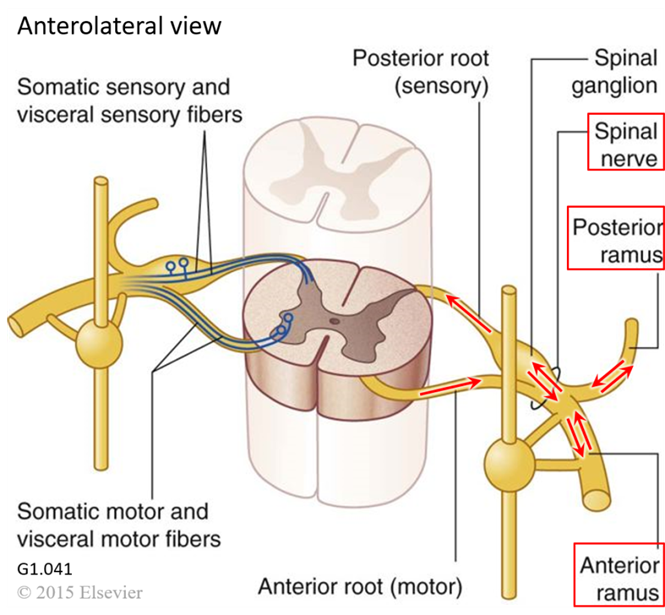 Anterolateral view
Somatic sensory and
visceral sensory fibers
Posterior root
(sensory)
Spinal
ganglion
Spinal
nerve
Posterior
ramus
Somatic motor and
visceral motor fibers
G1.041
© 2015 Elsevier
Anterior root (motor)
Anterior
ramus